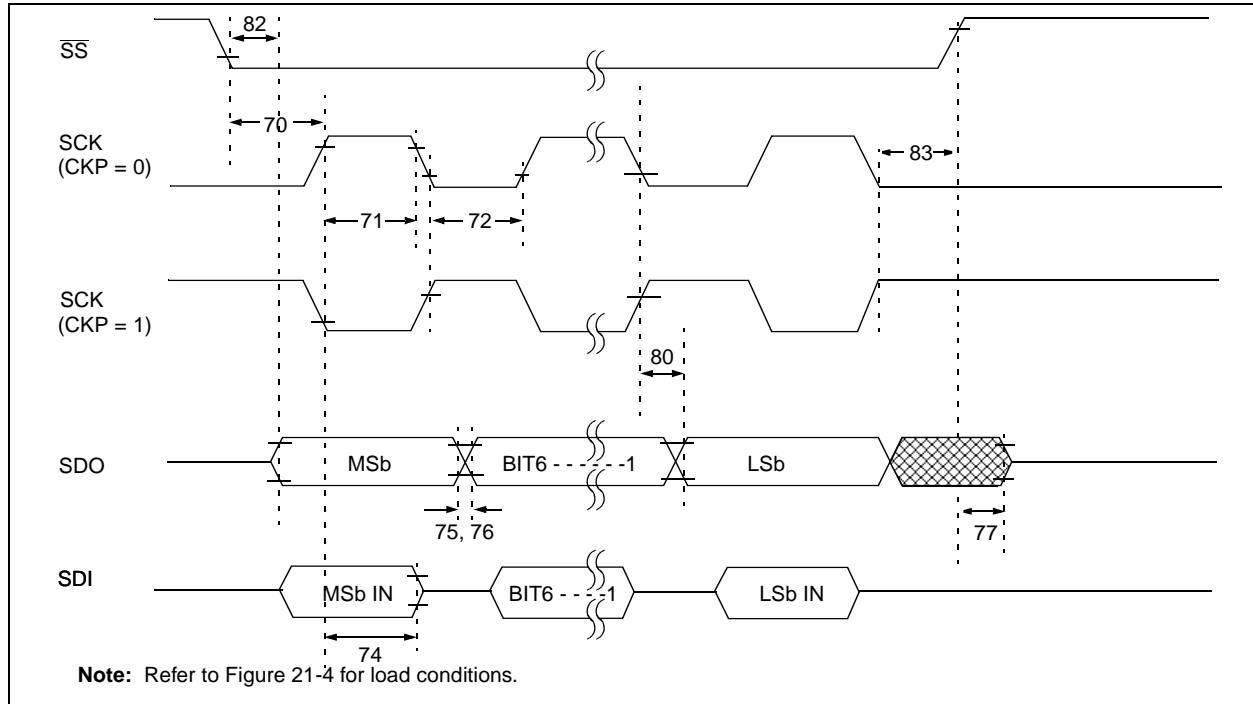 82
SS
70
SCK
(CKP = 0)
83
71
72
SCK
(CKP = 1)
80
SDO
MSb
BIT6 - - - - - -1
LSb
75, 76
77
SDI
MSb IN
BIT6 - - - -1
LSb IN
74
Note: Refer to Figure 21-4 for load conditions.